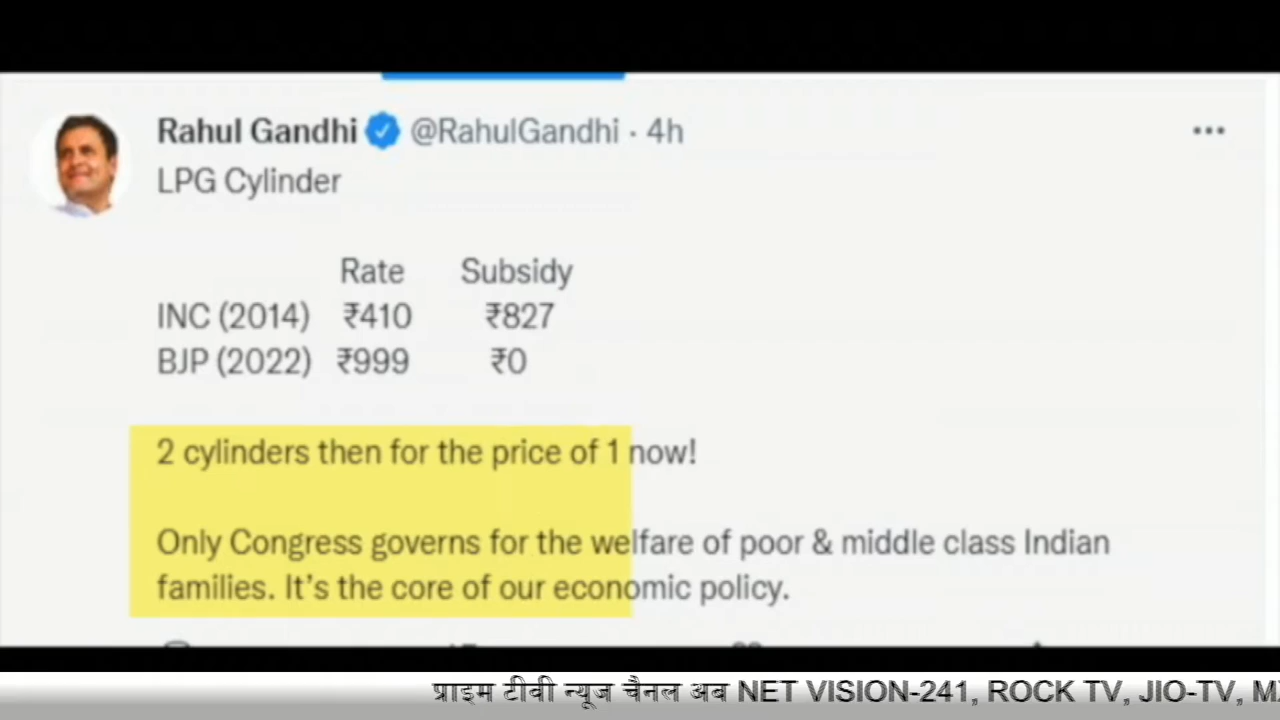 Rahul Gandhi @RahulGandhi · 4h
LPG Cylinder
Rate Subsidy
INC (2014) ₹410 ₹827
BJP (2022) ₹999 ₹0
2 cylinders then for the price of 1 now!
Only Congress governs for the welfare of poor & middle class Indian
families. It's the core of our economic policy.
प्राइम टीवी न्यूज चैनल अब NET VISION-241, ROCK TV, JIO-TV,